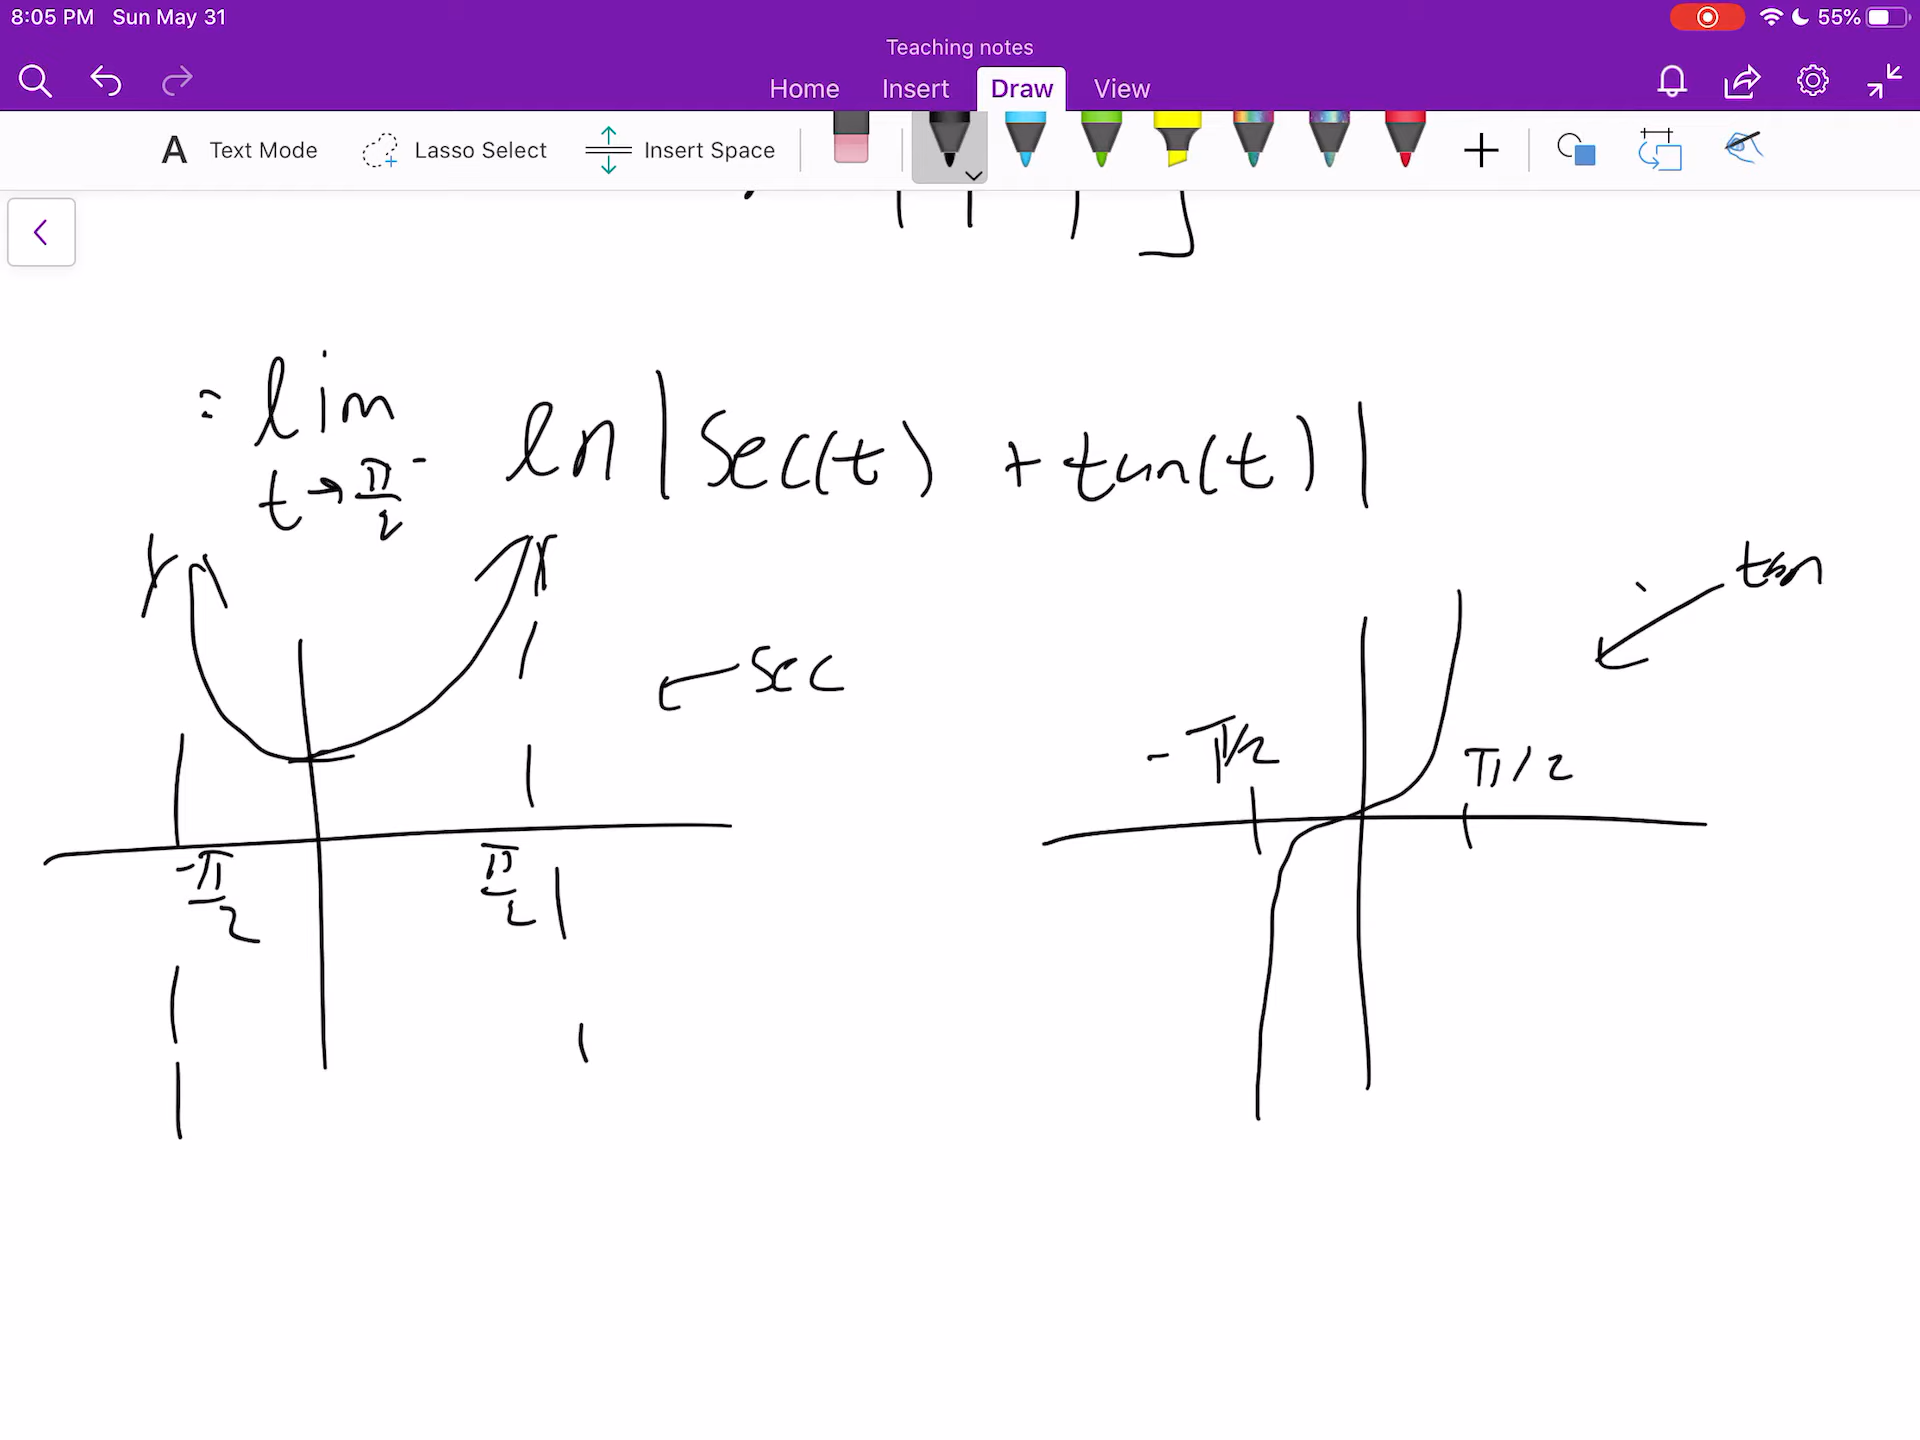 8:05 PM Sun May 31
55%
Teaching notes
Home Insert Draw View
Text Mode Lasso Select Insert Space
= lim ln|sec(t) + tan(t)|
t→π/2⁻
tan
sec
-π/2 π/2
-π/2 π/2